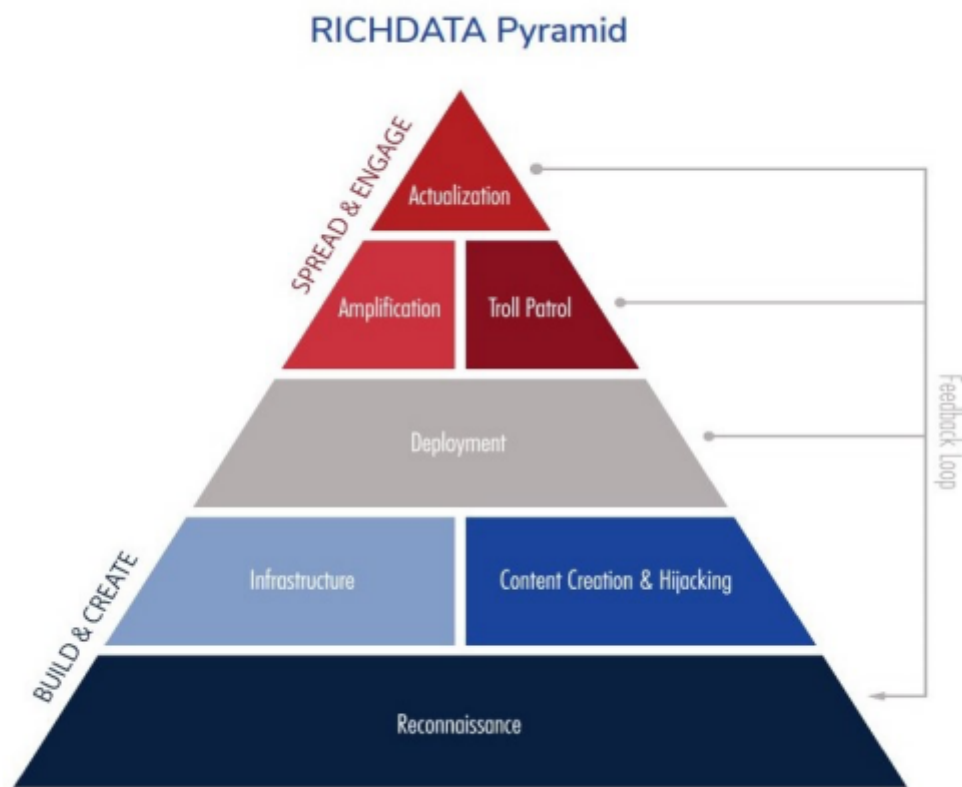 RICHDATA Pyramid
SPREAD & ENGAGE
Actualization
Amplification
Troll Patrol
Deployment
Feedback Loop
BUILD & CREATE
Infrastructure
Content Creation & Hijacking
Reconnaissance